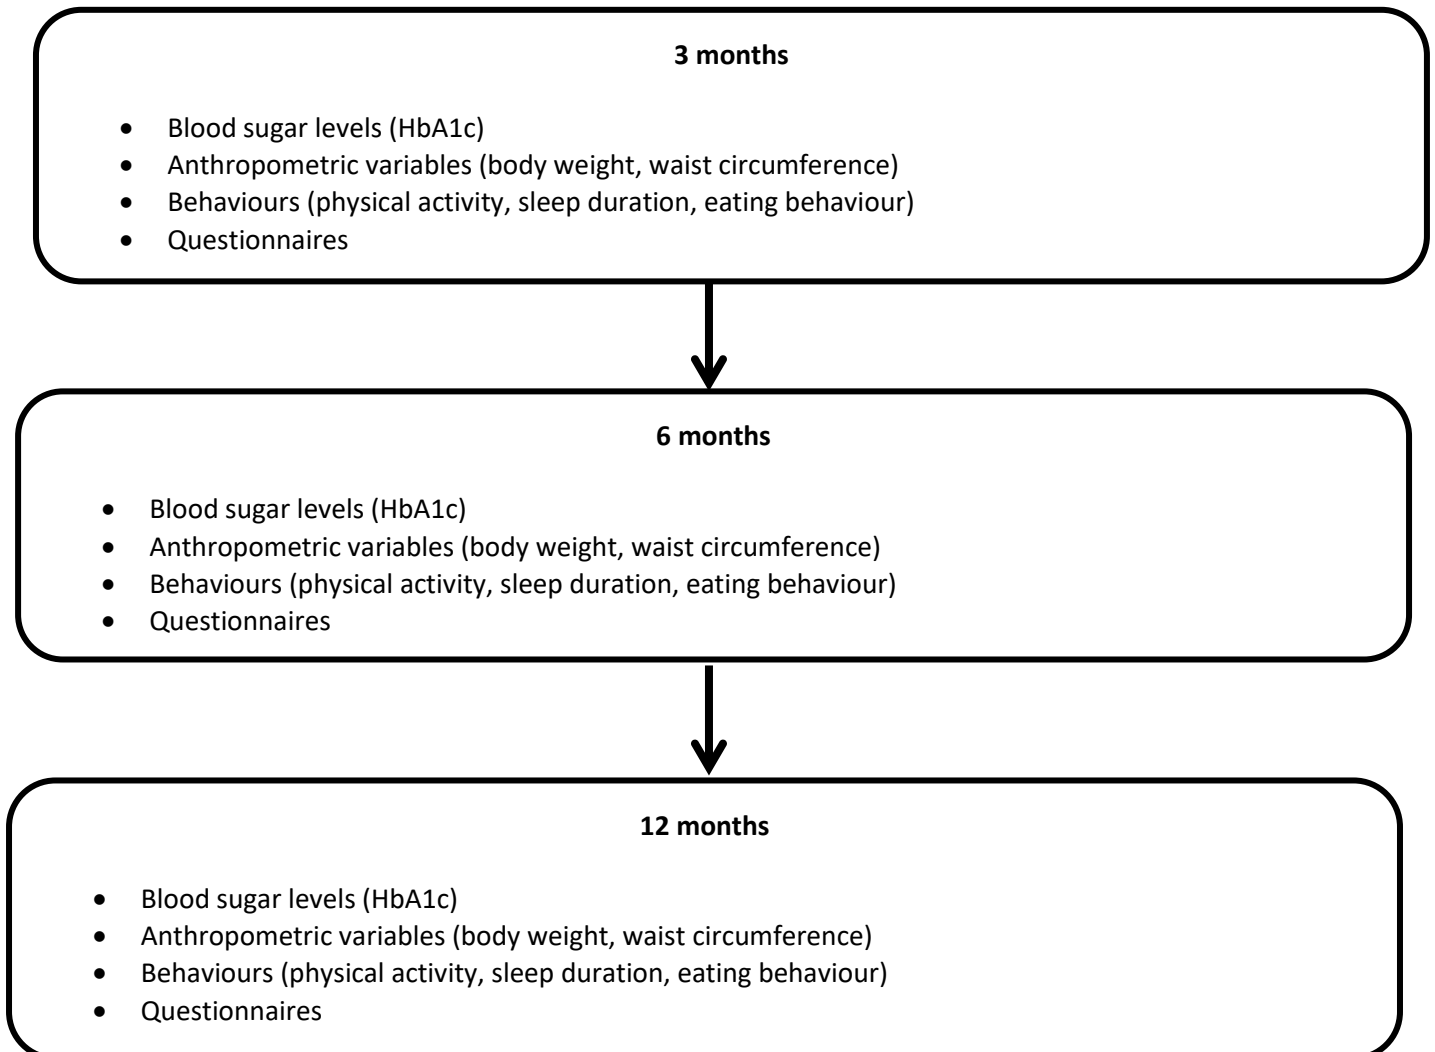 3 months
• Blood sugar levels (HbA1c)
• Anthropometric variables (body weight, waist circumference)
• Behaviours (physical activity, sleep duration, eating behaviour)
• Questionnaires
6 months
• Blood sugar levels (HbA1c)
• Anthropometric variables (body weight, waist circumference)
• Behaviours (physical activity, sleep duration, eating behaviour)
• Questionnaires
12 months
• Blood sugar levels (HbA1c)
• Anthropometric variables (body weight, waist circumference)
• Behaviours (physical activity, sleep duration, eating behaviour)
• Questionnaires